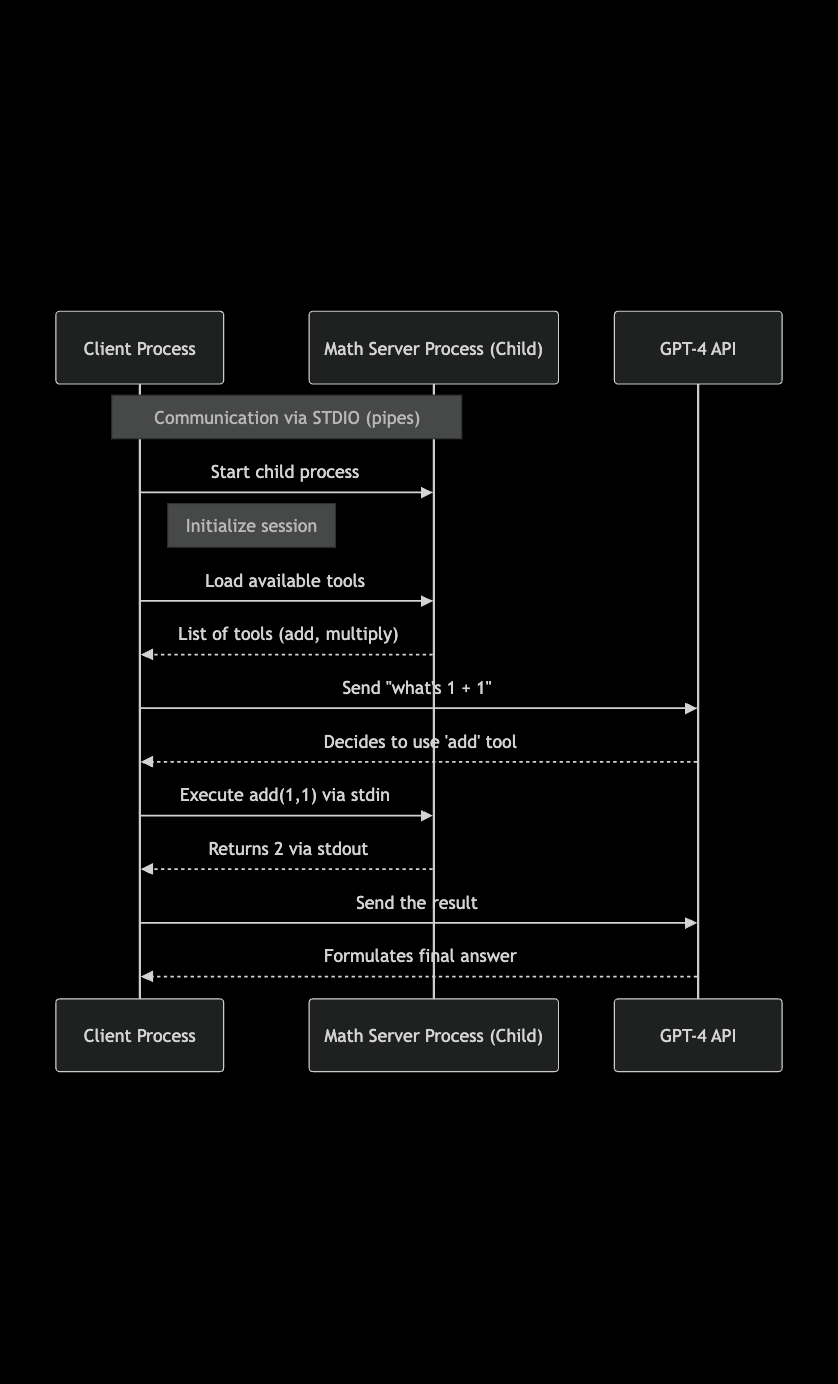 Client Process
Math Server Process (Child)
GPT-4 API
Communication via STDIO (pipes)
Start child process
Initialize session
Load available tools
List of tools (add, multiply)
Send "what's 1 + 1"
Decides to use 'add' tool
Execute add(1,1) via stdin
Returns 2 via stdout
Send the result
Formulates final answer
Client Process
Math Server Process (Child)
GPT-4 API